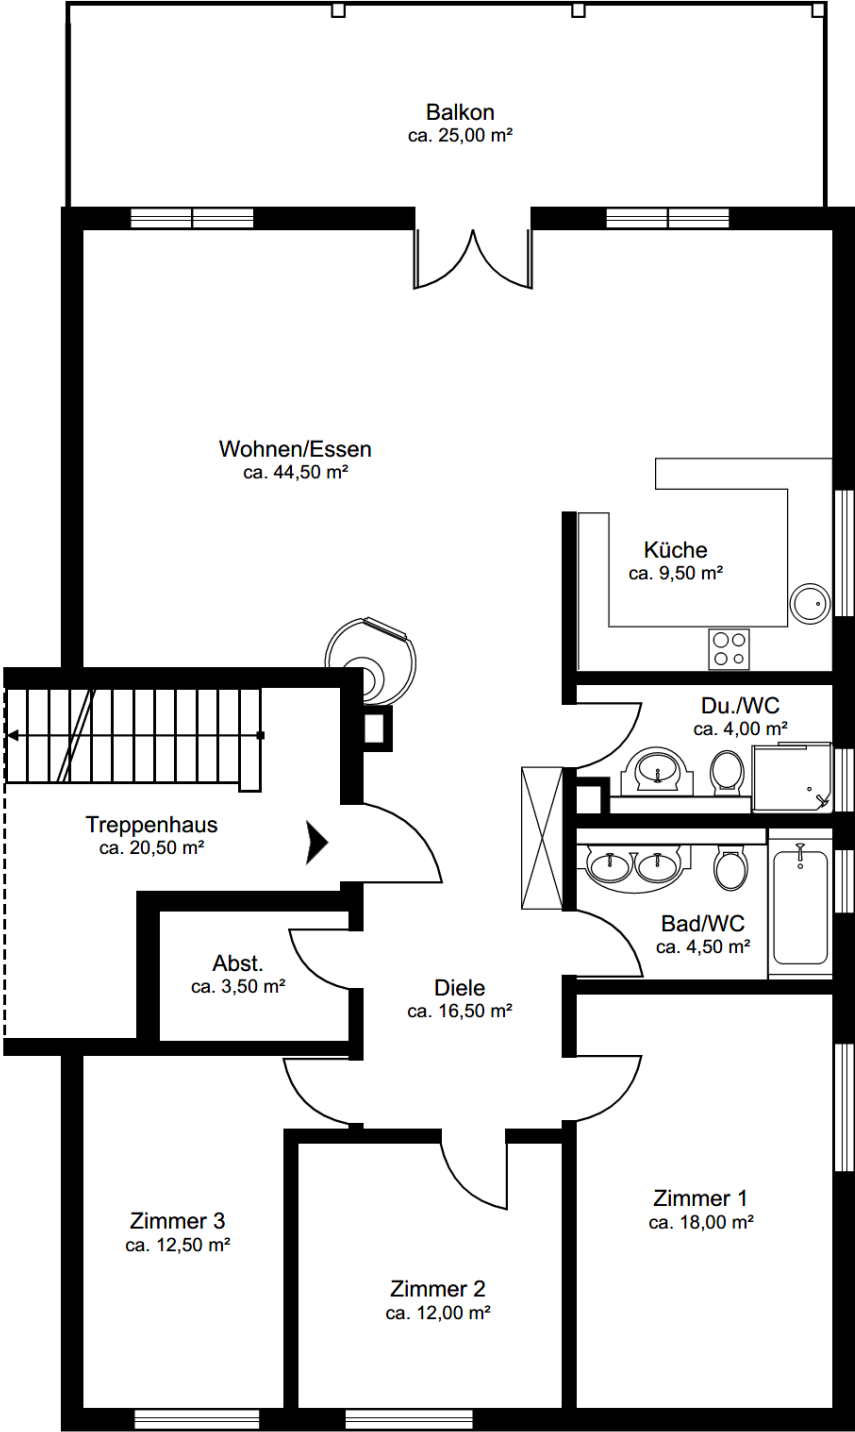 Balkon
ca. 25,00 m²
Wohnen/Essen
ca. 44,50 m²
Küche
ca. 9,50 m²
Du./WC
ca. 4,00 m²
Treppenhaus
ca. 20,50 m²
Bad/WC
ca. 4,50 m²
Abst.
ca. 3,50 m²
Diele
ca. 16,50 m²
Zimmer 1
ca. 18,00 m²
Zimmer 3
ca. 12,50 m²
Zimmer 2
ca. 12,00 m²